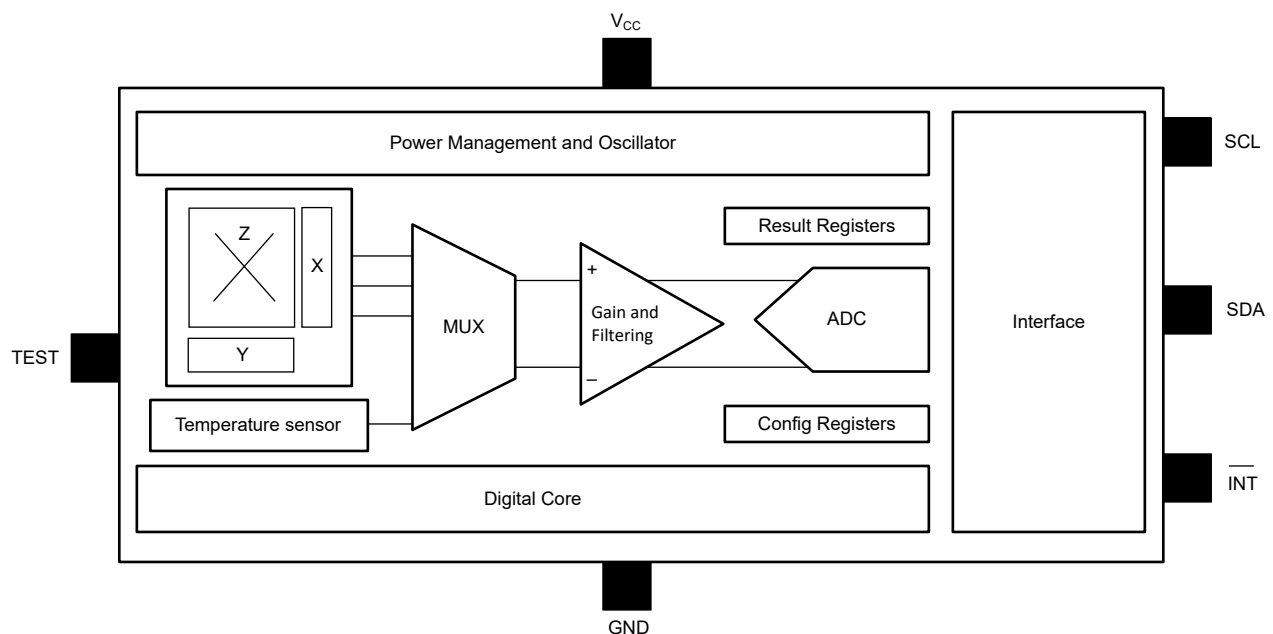 VCC
Power Management and Oscillator
SCL
Z
X
Y
Result Registers
+
Gain and
Filtering
–
MUX
ADC
Interface
SDA
TEST
Temperature sensor
Config Registers
INT
Digital Core
GND